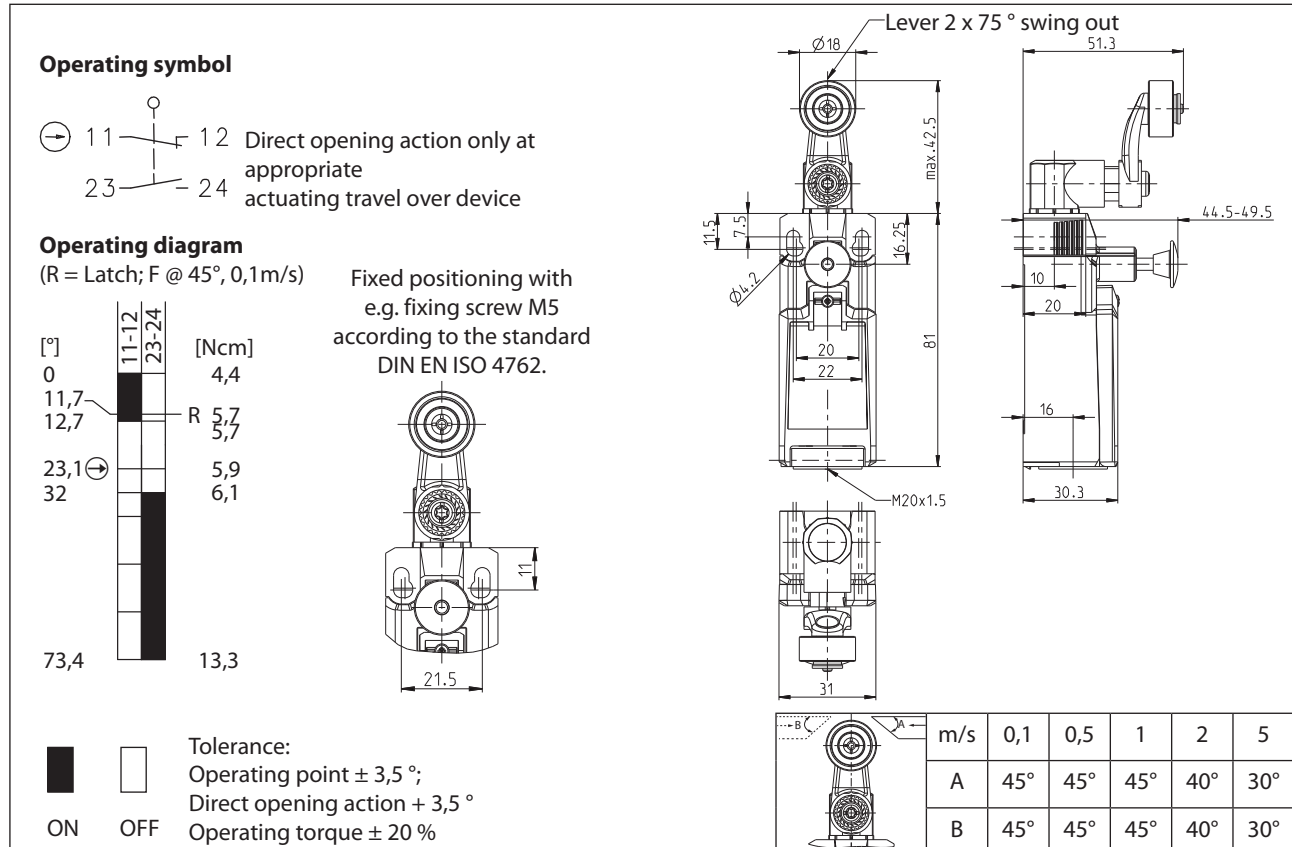 Operating symbol
11 12
23 24
Direct opening action only at
appropriate
actuating travel over device
Operating diagram
(R = Latch; F @ 45°, 0,1m/s)
[°] 11-12 23-24 [Ncm]
0 4,4
11,7 R 5,7
12,7 5,7
23,1 5,9
32 6,1
73,4 13,3
ON OFF
Tolerance:
Operating point ± 3,5 °;
Direct opening action + 3,5 °
Operating torque ± 20 %
Fixed positioning with
e.g. fixing screw M5
according to the standard
DIN EN ISO 4762.
11
21.5
Lever 2 x 75 ° swing out
Ø18
max.42.5
11.5
7.5
16.25
Ø4.2
81
20
22
M20x1.5
51.3
44.5-49.5
10
20
16
30.3
31
B A
m/s 0,1 0,5 1 2 5
A 45° 45° 45° 40° 30°
B 45° 45° 45° 40° 30°